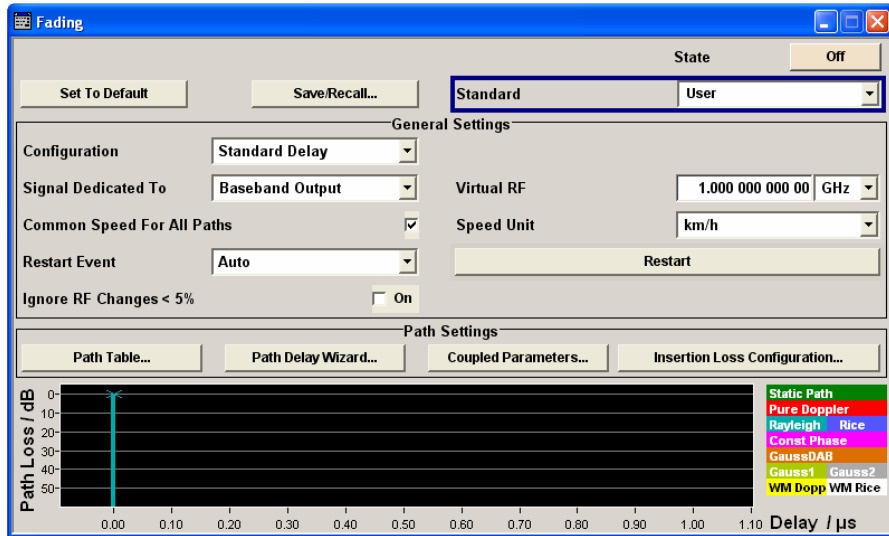 Fading
State Off
Set To Default Save/Recall... Standard User
General Settings
Configuration Standard Delay
Signal Dedicated To Baseband Output Virtual RF 1.000 000 000 00 GHz
Common Speed For All Paths Speed Unit km/h
Restart Event Auto Restart
Ignore RF Changes < 5% On
Path Settings
Path Table... Path Delay Wizard... Coupled Parameters... Insertion Loss Configuration...
Path Loss / dB
0-
10-
20-
30-
40-
50-
Static Path
Pure Doppler
Rayleigh Rice
Const Phase
GaussDAB
Gauss1 Gauss2
WM Dopp WM Rice
0.00 0.10 0.20 0.30 0.40 0.50 0.60 0.70 0.80 0.90 1.00 1.10 Delay / µs